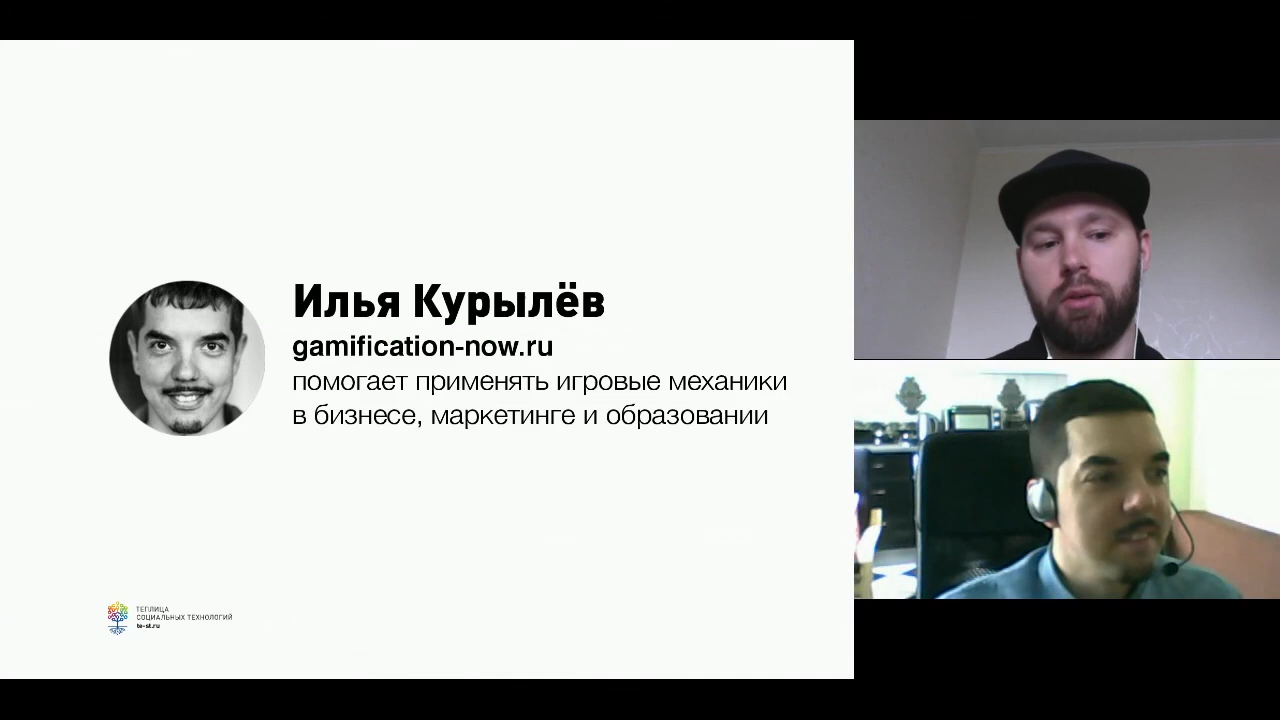 Илья Курылёв
gamification-now.ru
помогает применять игровые механики
в бизнесе, маркетинге и образовании
ТЕПЛИЦА
СОЦИАЛЬНЫХ ТЕХНОЛОГИЙ
te-st.ru